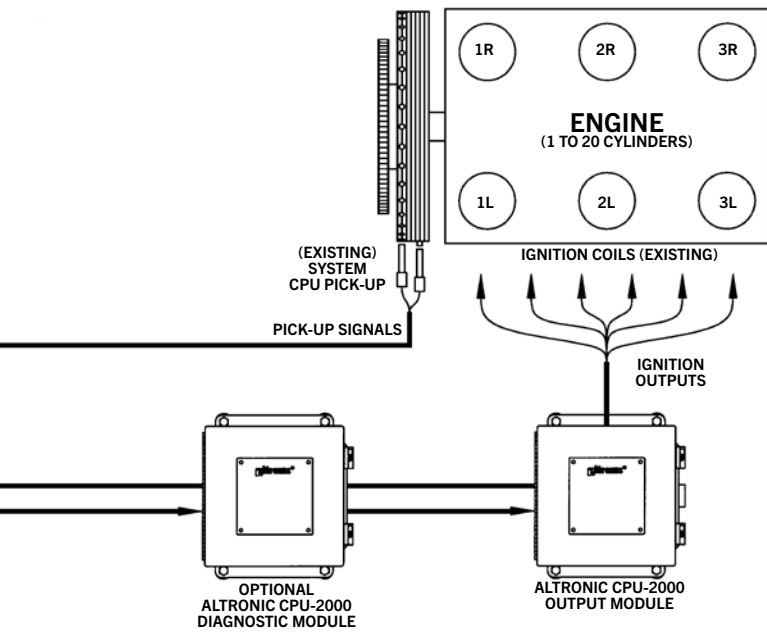 1R
2R
3R
ENGINE
(1 TO 20 CYLINDERS)
1L
2L
3L
(EXISTING)
SYSTEM
CPU PICK-UP
IGNITION COILS (EXISTING)
PICK-UP SIGNALS
IGNITION
OUTPUTS
OPTIONAL
ALTRONIC CPU-2000
DIAGNOSTIC MODULE
ALTRONIC CPU-2000
OUTPUT MODULE